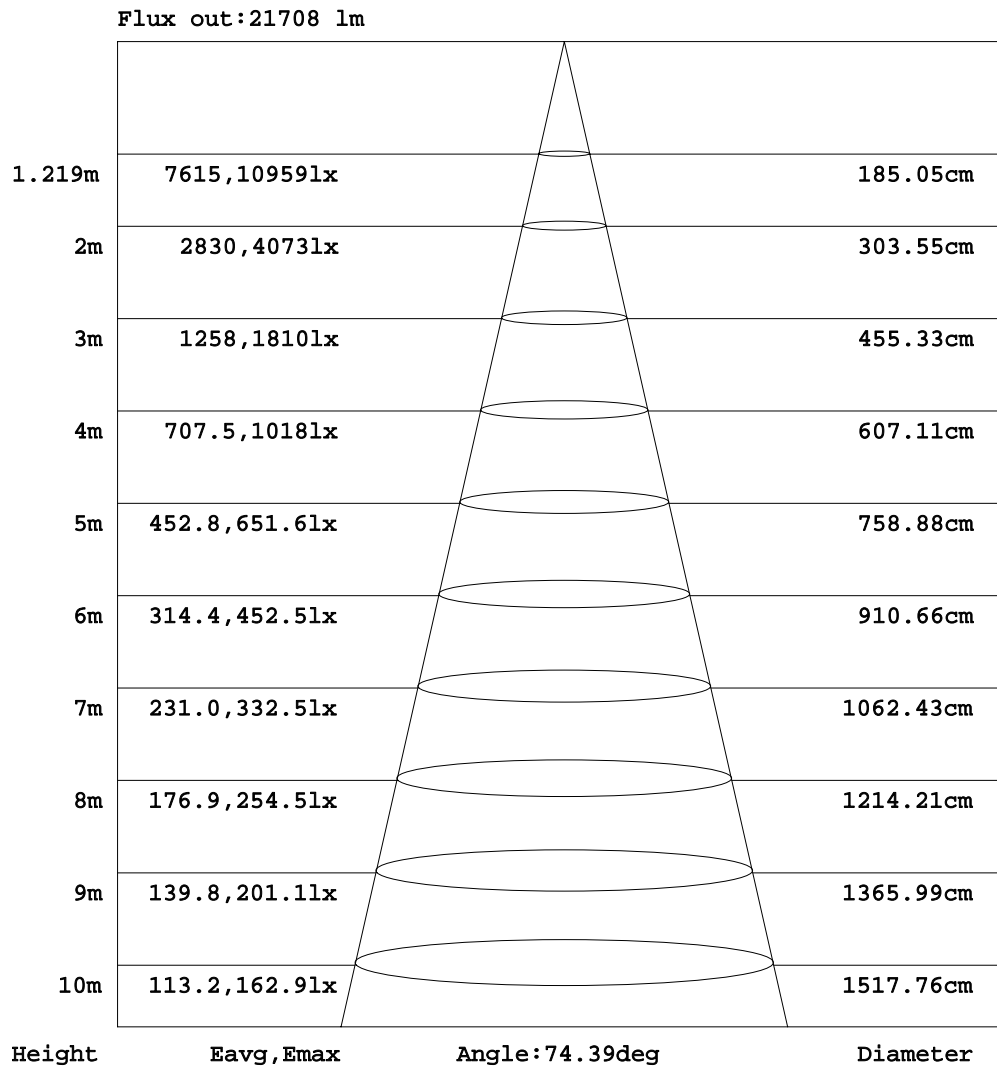 Flux out:21708 lm
1.219m 7615,10959lx 185.05cm
2m 2830,4073lx 303.55cm
3m 1258,1810lx 455.33cm
4m 707.5,1018lx 607.11cm
5m 452.8,651.6lx 758.88cm
6m 314.4,452.5lx 910.66cm
7m 231.0,332.5lx 1062.43cm
8m 176.9,254.5lx 1214.21cm
9m 139.8,201.1lx 1365.99cm
10m 113.2,162.9lx 1517.76cm
Height Eavg,Emax Angle:74.39deg Diameter